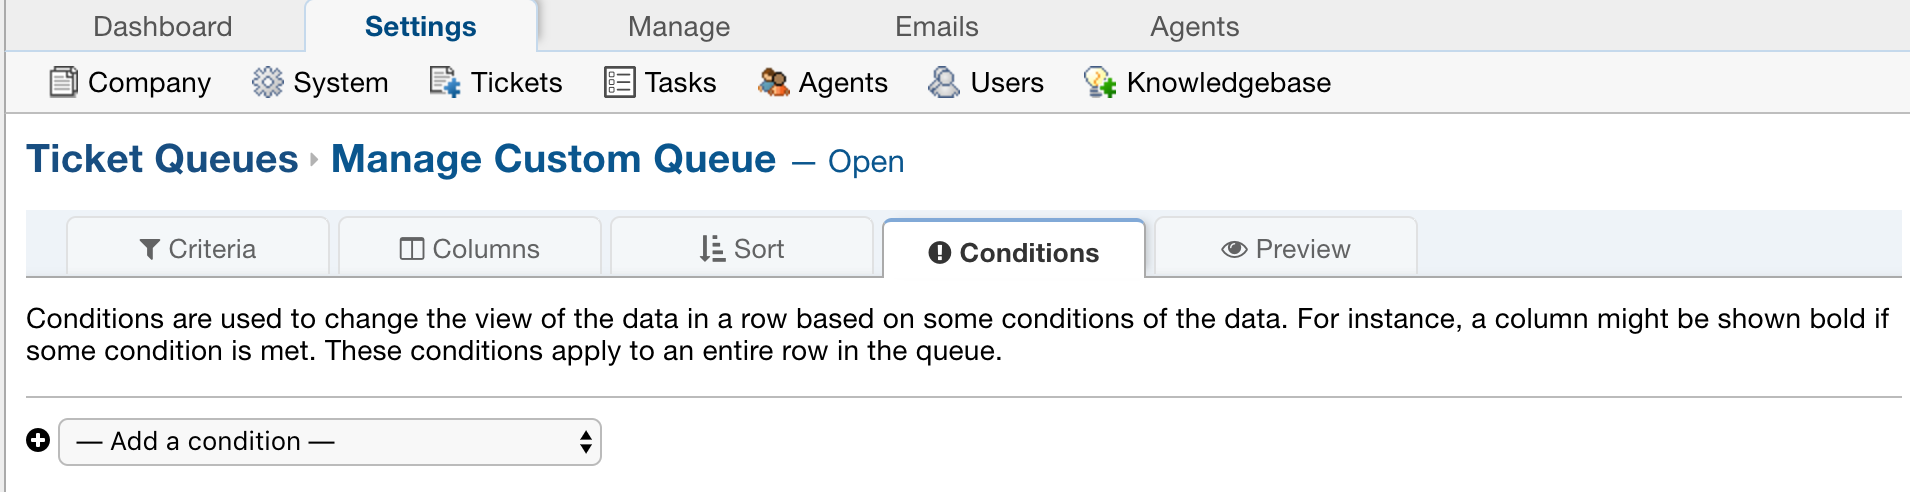 Dashboard Settings Manage Emails Agents
Company System Tickets Tasks Agents Users Knowledgebase
Ticket Queues Manage Custom Queue — Open
Criteria Columns Sort Conditions Preview
Conditions are used to change the view of the data in a row based on some conditions of the data. For instance, a column might be shown bold if
some condition is met. These conditions apply to an entire row in the queue.
— Add a condition —